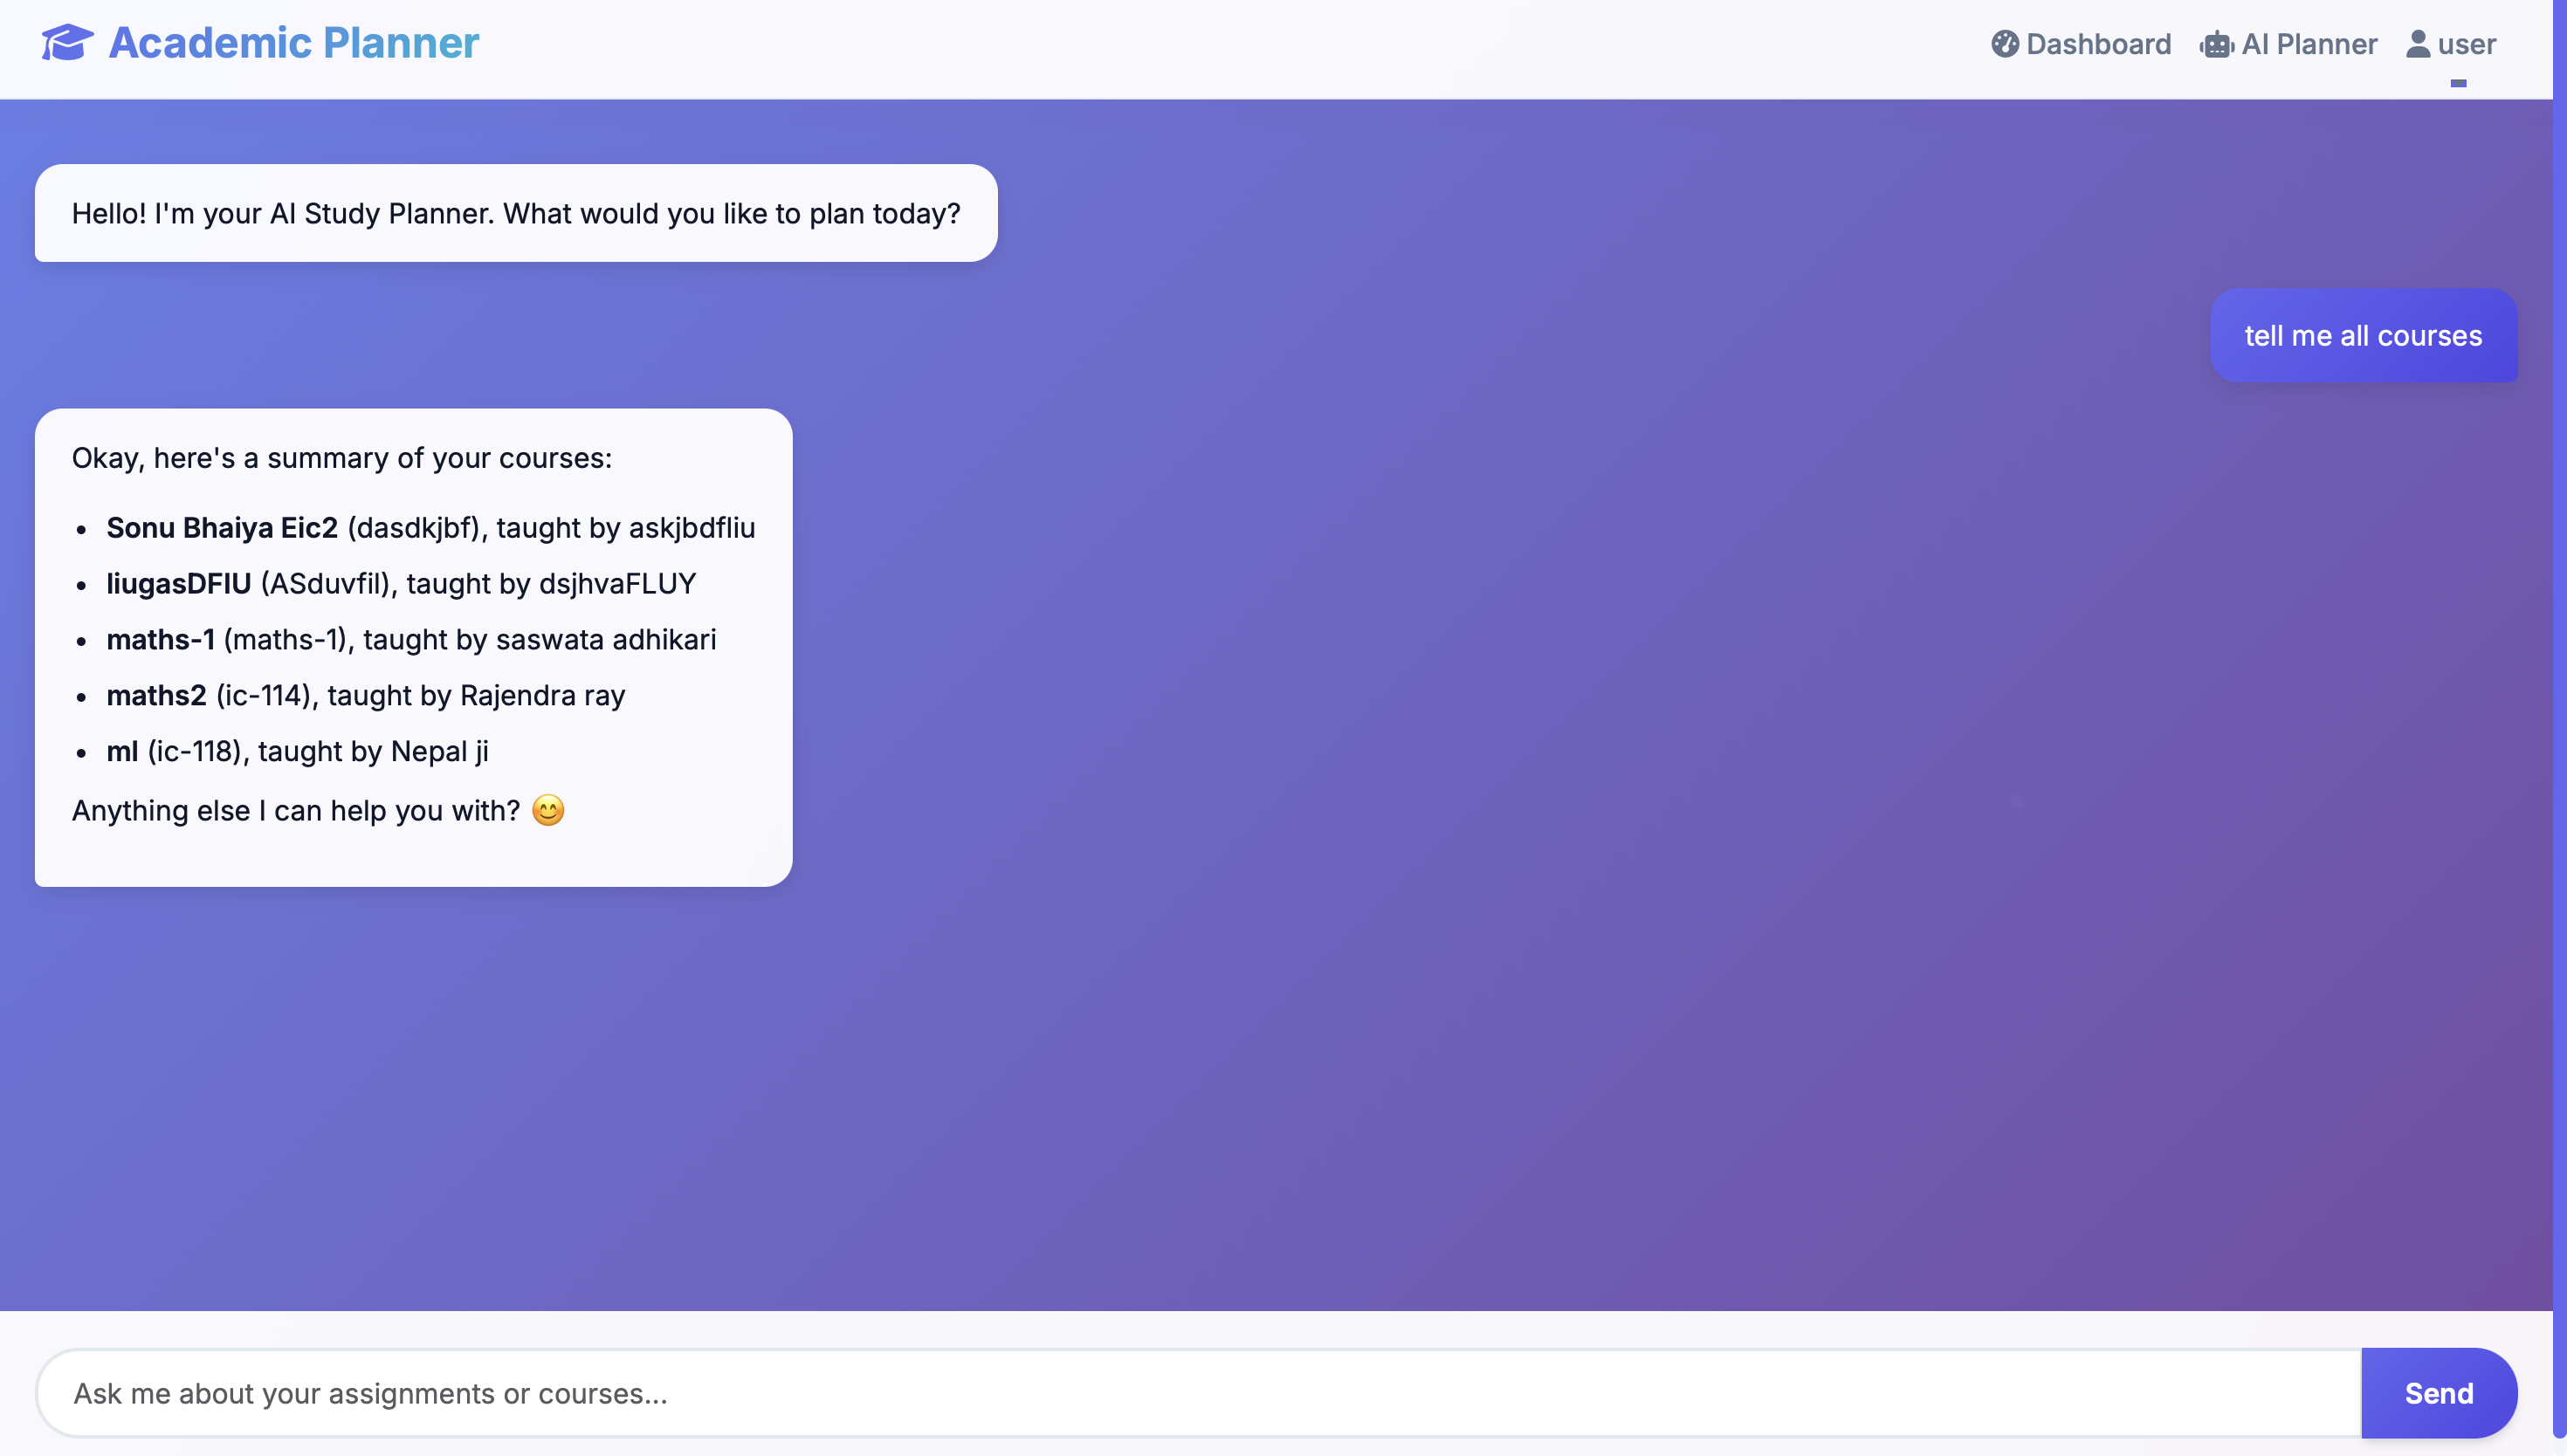 Academic Planner
Dashboard
AI Planner
user
Hello! I'm your AI Study Planner. What would you like to plan today?
tell me all courses
Okay, here's a summary of your courses:
• Sonu Bhaiya Eic2 (dasdkjbf), taught by askjbdfliu
• liugasDFIU (ASduvfil), taught by dsjhvaFLUY
• maths-1 (maths-1), taught by saswata adhikari
• maths2 (ic-114), taught by Rajendra ray
• ml (ic-118), taught by Nepal ji
Anything else I can help you with? 😊
Ask me about your assignments or courses...
Send